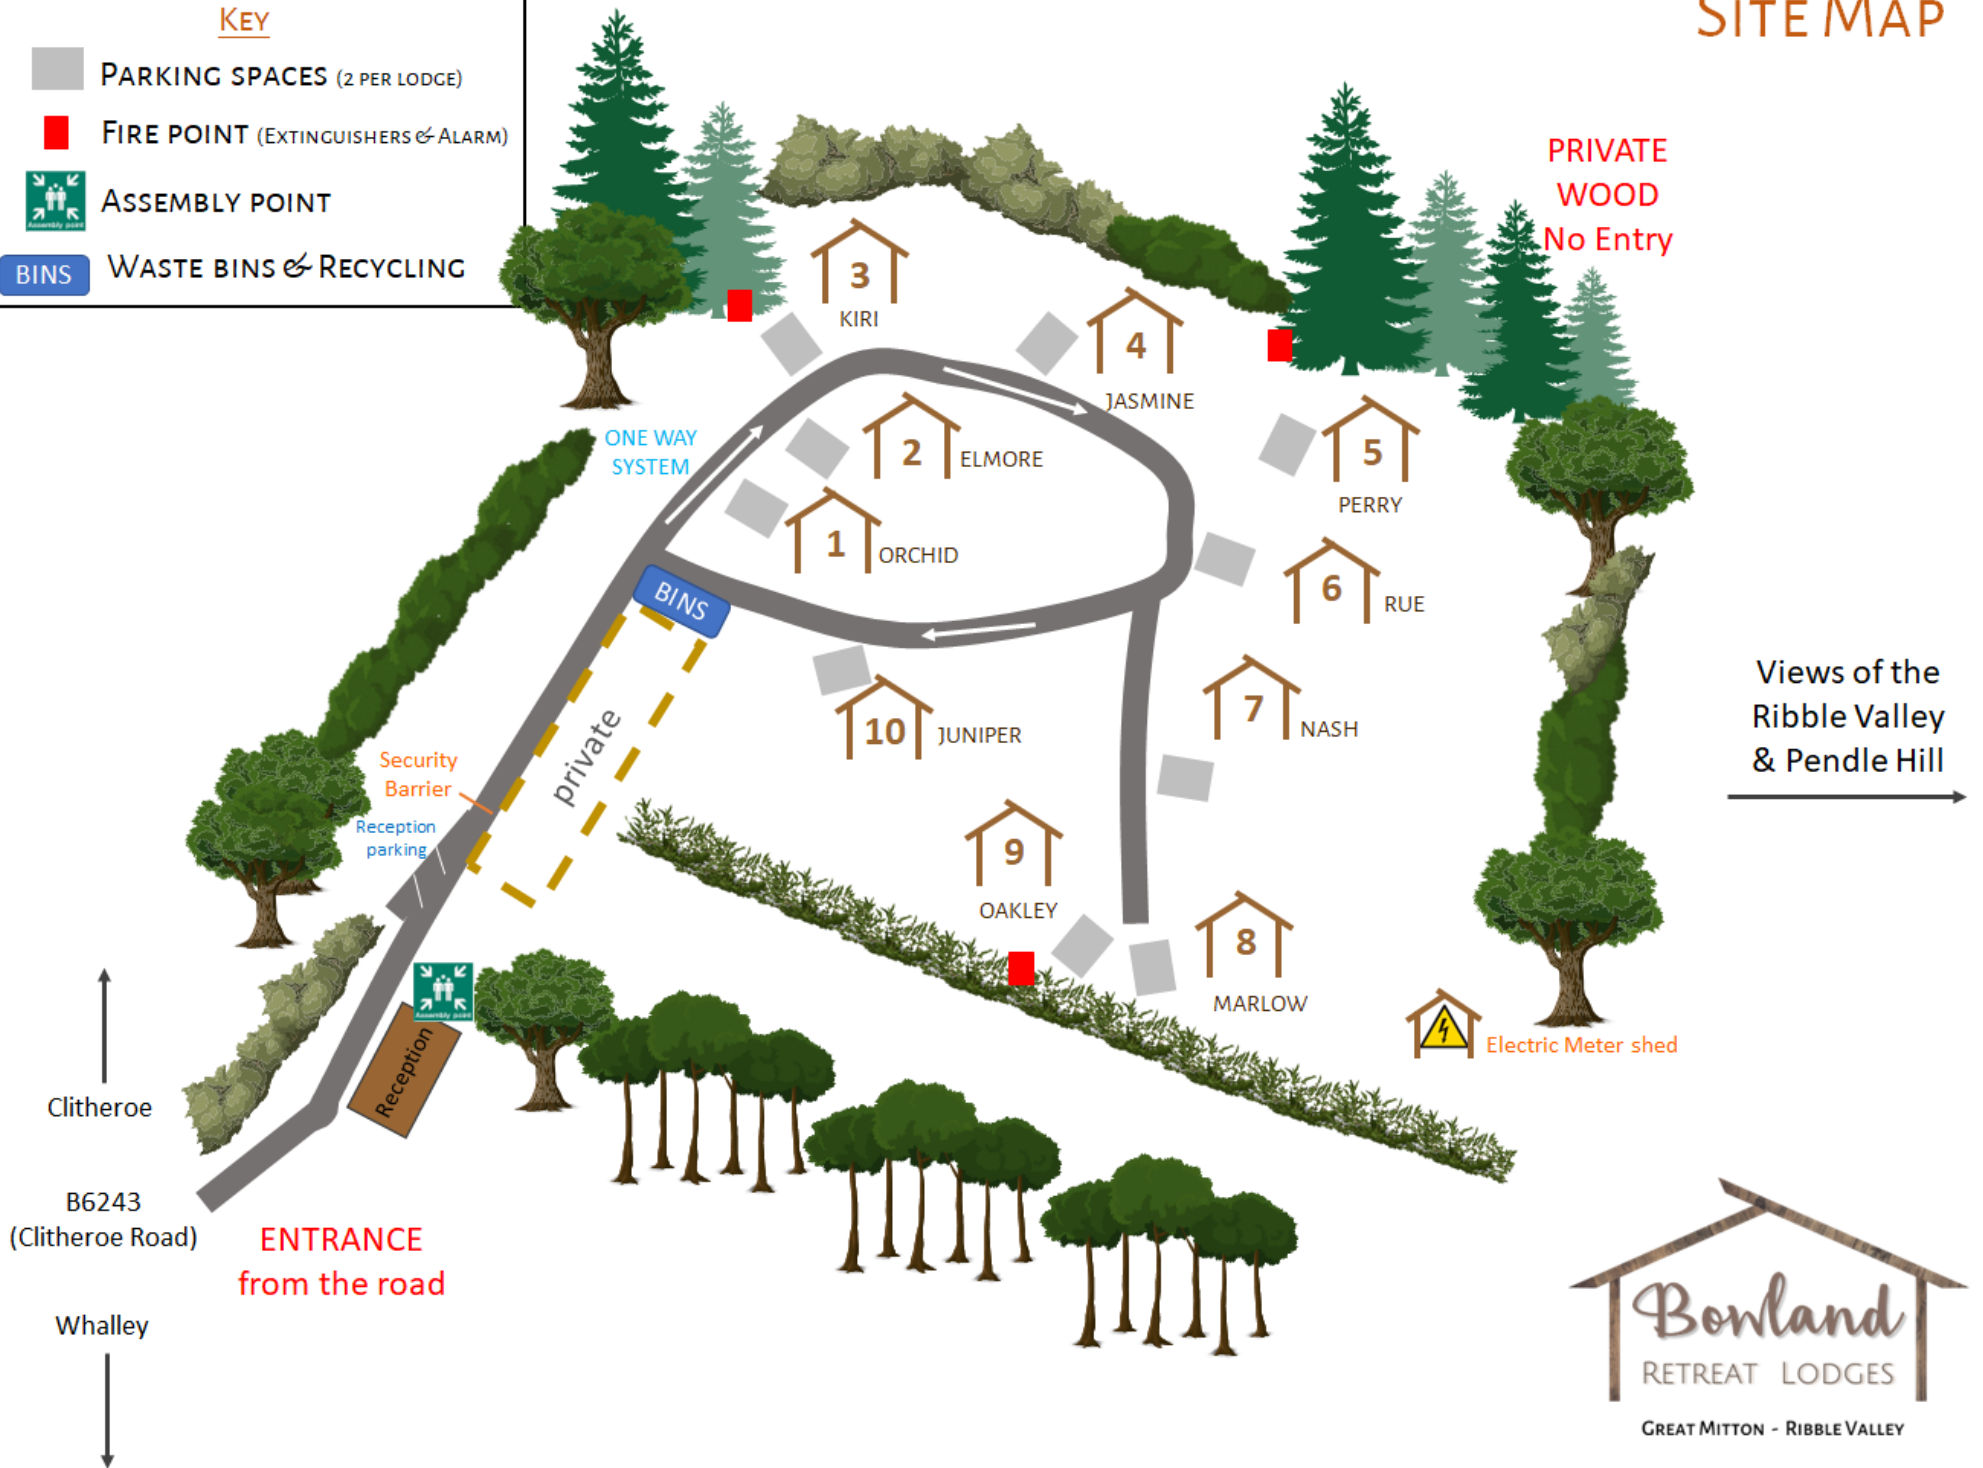 KEY
PARKING SPACES (2 PER LODGE)
FIRE POINT (EXTINGUISHERS & ALARM)
Assembly point
ASSEMBLY POINT
BINS
WASTE BINS & RECYCLING
SITE MAP
PRIVATE
WOOD
No Entry
3
KIRI
4
JASMINE
ONE WAY
SYSTEM
2
ELMORE
5
PERRY
1
ORCHID
BINS
6
RUE
7
NASH
10
JUNIPER
private
Views of the
Ribble Valley
& Pendle Hill
Security
Barrier
Reception
parking
9
OAKLEY
8
MARLOW
Assembly point
Reception
Electric Meter shed
Clitheroe
B6243
(Clitheroe Road)
ENTRANCE
from the road
Whalley
Bowland
RETREAT LODGES
GREAT MITTON - RIBBLE VALLEY